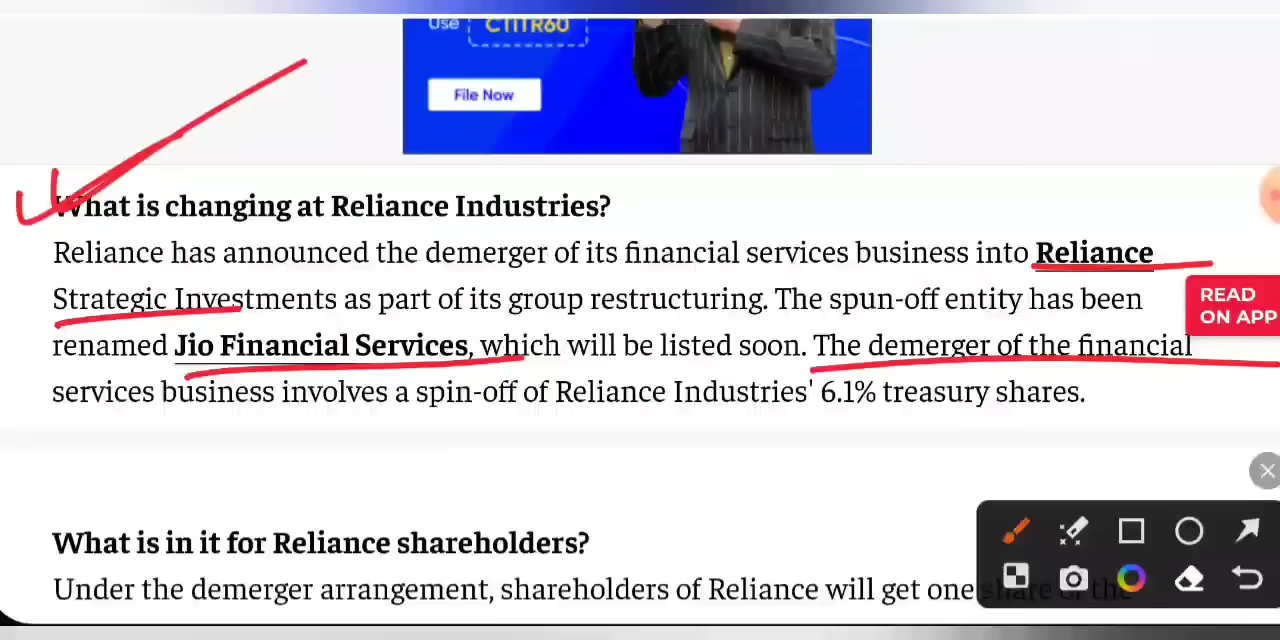 Use CTITR60
File Now
What is changing at Reliance Industries?
Reliance has announced the demerger of its financial services business into Reliance
Strategic Investments as part of its group restructuring. The spun-off entity has been
READ
ON APP
renamed Jio Financial Services, which will be listed soon. The demerger of the financial
services business involves a spin-off of Reliance Industries' 6.1% treasury shares.
What is in it for Reliance shareholders?
Under the demerger arrangement, shareholders of Reliance will get one share of the